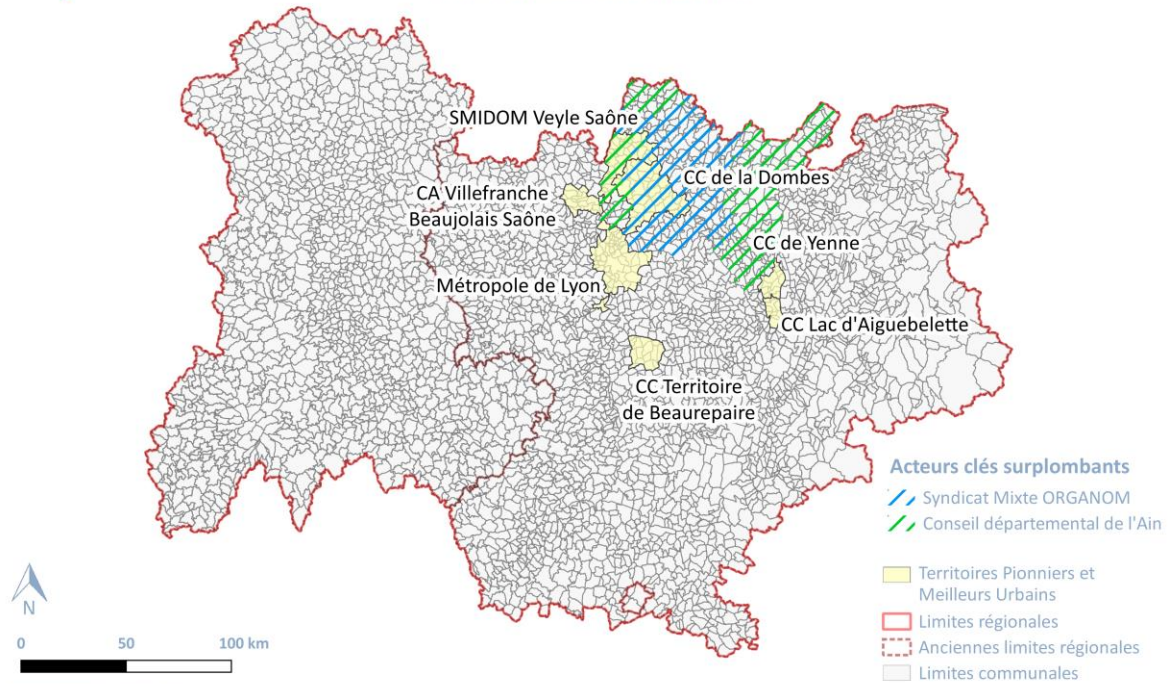 SMIDOM Veyle Saône
CC de la Dombes
CA Villefranche
Beaujolais Saône
CC de Yenne
Métropole de Lyon
CC Lac d'Aiguebelette
CC Territoire
de Beaurepaire
Acteurs clés surplombants
Syndicat Mixte ORGANOM
Conseil départemental de l'Ain
Territoires Pionniers et
Meilleurs Urbains
Limites régionales
Anciennes limites régionales
Limites communales
N
0 50 100 km